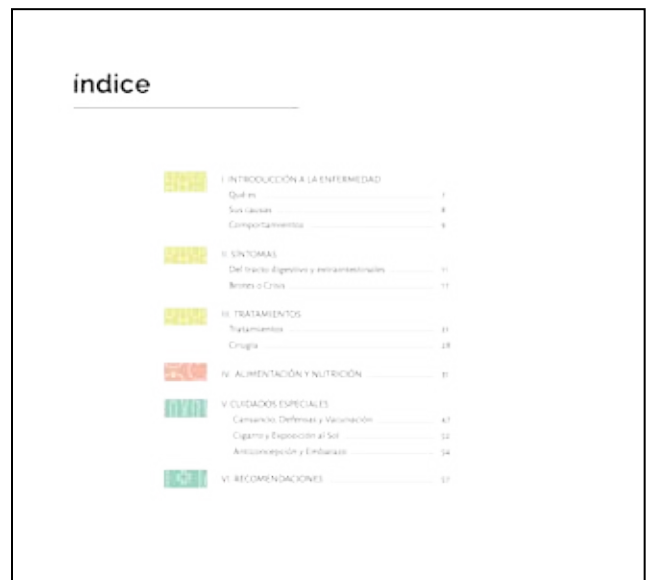 índice
I. INTRODUCCIÓN A LA ENFERMEDAD
Qué es 7
Sus causas 8
Comportamientos 9
II. SÍNTOMAS
Del tracto digestivo y extraintestinales 11
Brotes o Crisis 17
III. TRATAMIENTOS
Tratamientos 21
Cirugía 28
IV. ALIMENTACIÓN Y NUTRICIÓN 31
V. CUIDADOS ESPECIALES
Cansancio, Defensas y Vacunación 47
Cigarro y Exposición al Sol 52
Anticoncepción y Embarazo 54
VI. RECOMENDACIONES 57